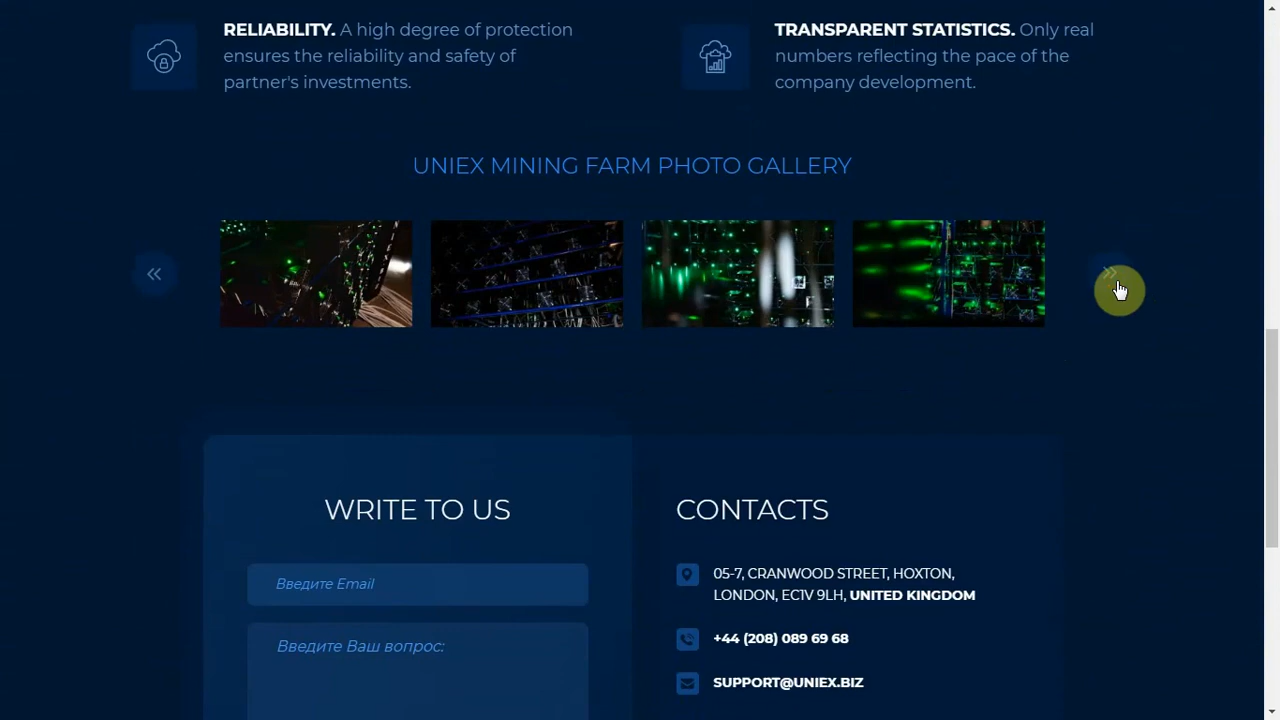 RELIABILITY. A high degree of protection
ensures the reliability and safety of
partner's investments.
TRANSPARENT STATISTICS. Only real
numbers reflecting the pace of the
company development.
UNIEX MINING FARM PHOTO GALLERY
WRITE TO US
Введите Email
Введите Ваш вопрос:
CONTACTS
05-7, CRANWOOD STREET, HOXTON,
LONDON, EC1V 9LH, UNITED KINGDOM
+44 (208) 089 69 68
SUPPORT@UNIEX.BIZ